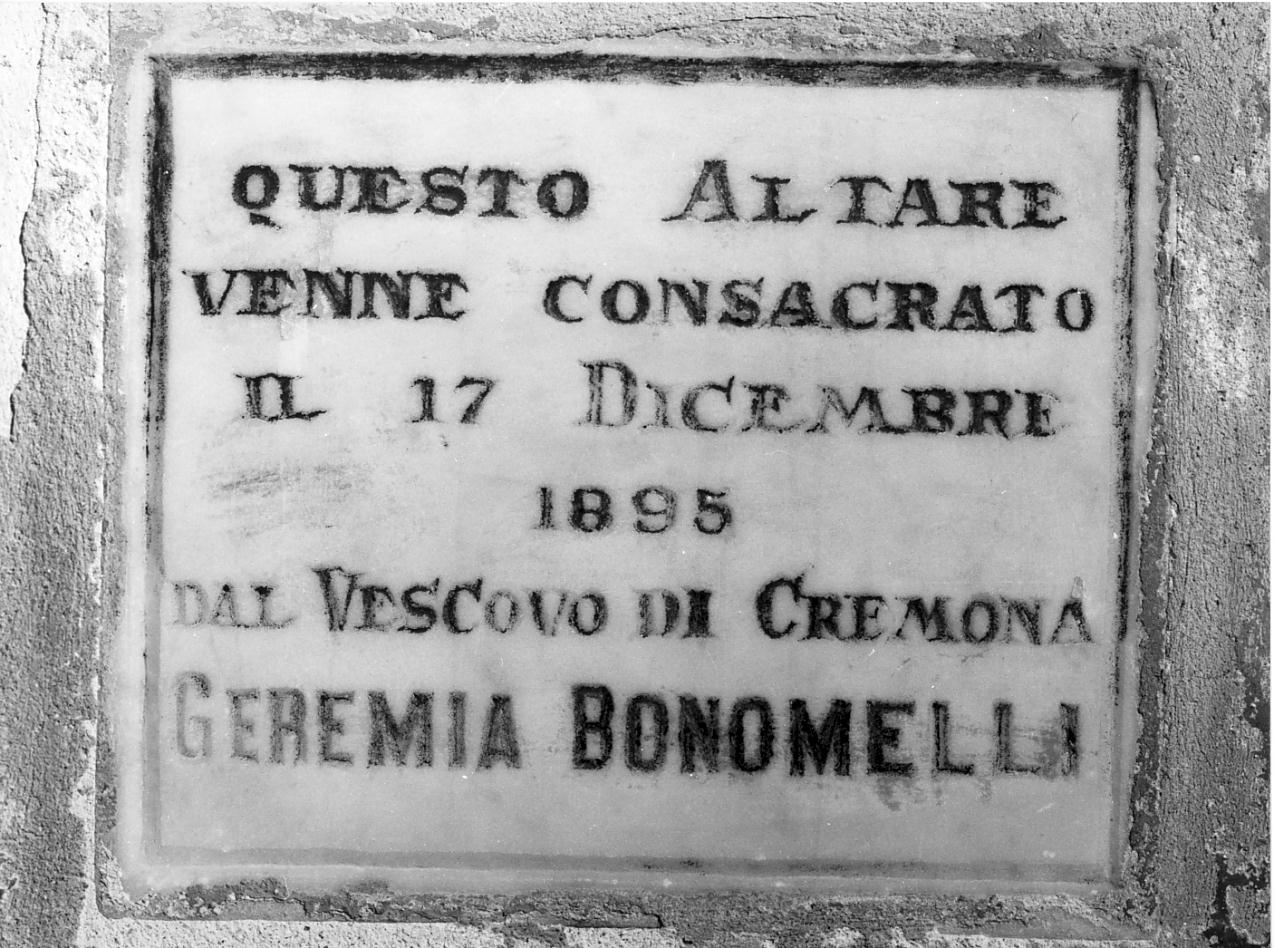 QUESTO ALTARE
VENNE CONSACRATO
IL 17 DICEMBRE
1895
DAL VESCOVO DI CREMONA
GEREMIA BONOMELLI